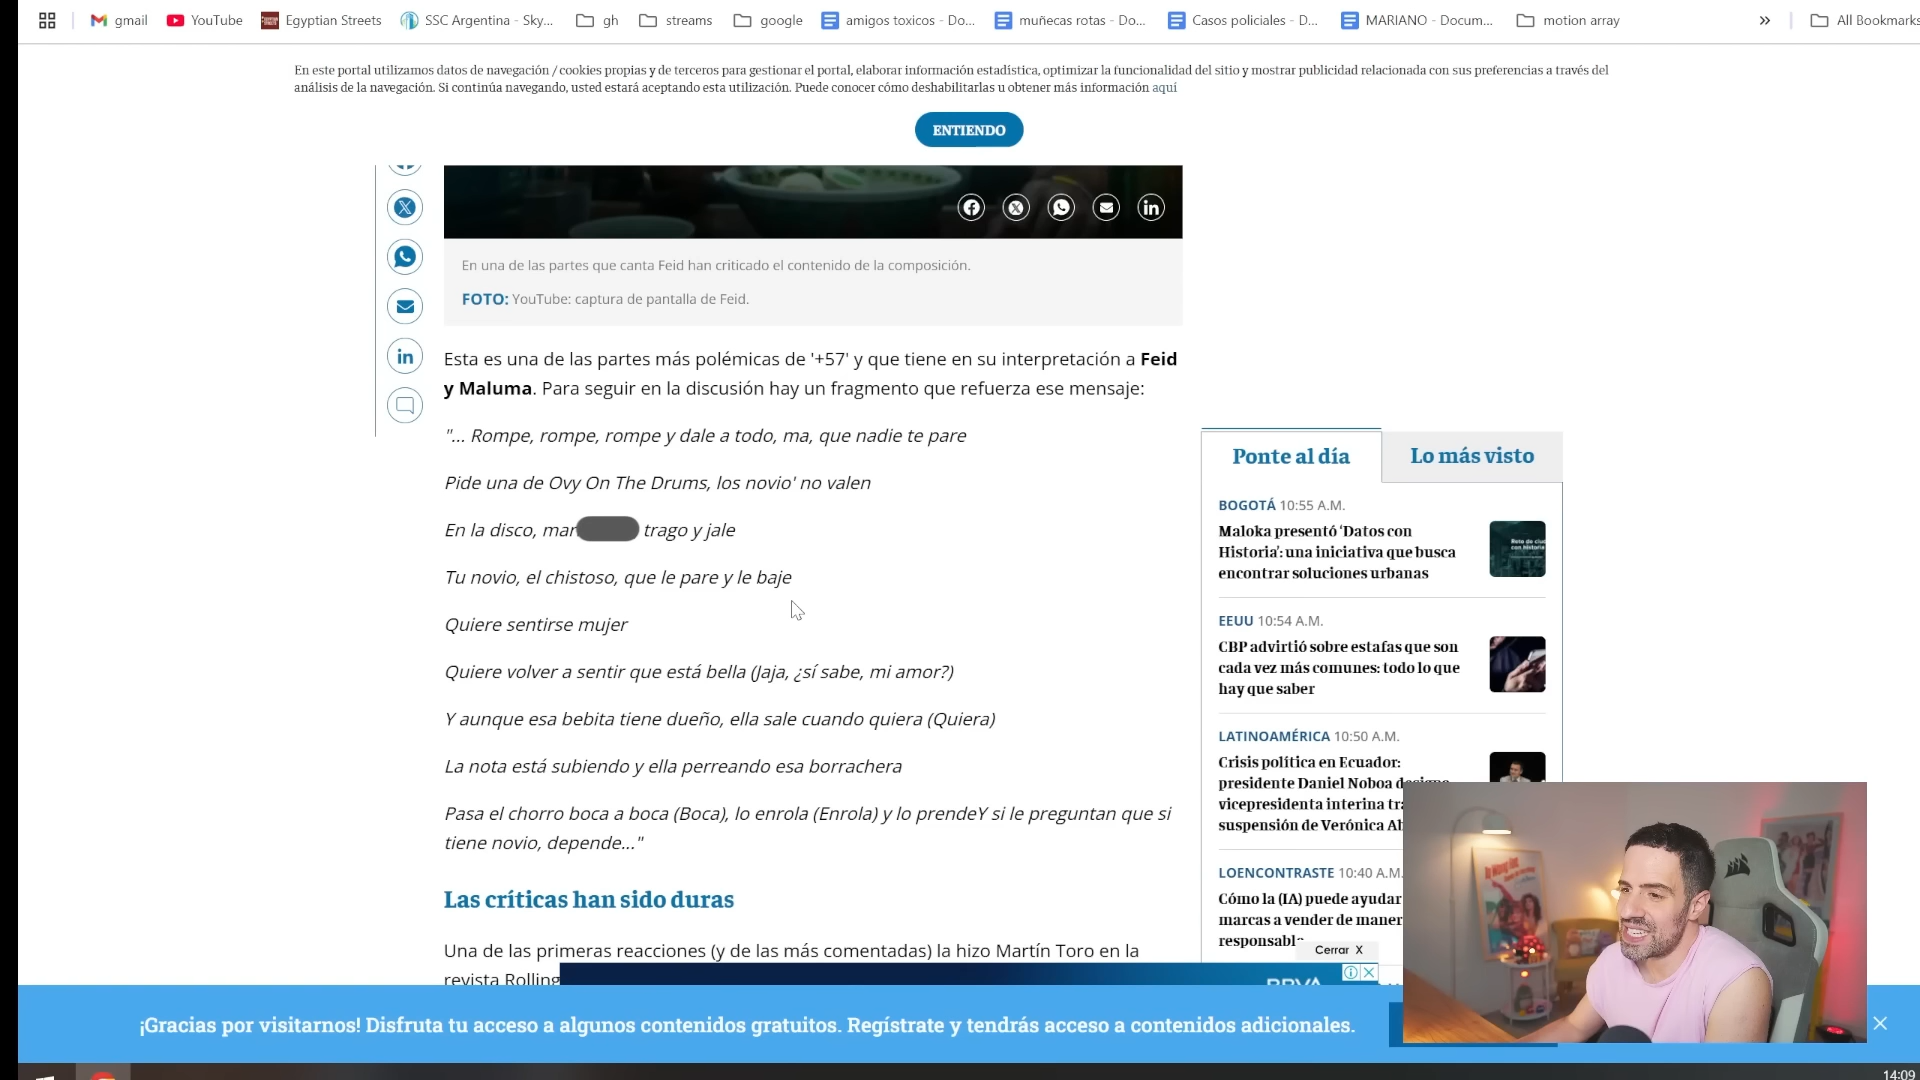 gmail
YouTube
Egyptian Streets
SSC Argentina - Sky...
gh
streams
google
amigos toxicos - Do...
muñecas rotas - Do...
Casos policiales - D...
MARIANO - Docum...
motion array
»
All Bookmarks
En este portal utilizamos datos de navegación / cookies propias y de terceros para gestionar el portal, elaborar información estadística, optimizar la funcionalidad del sitio y mostrar publicidad relacionada con sus preferencias a través del
análisis de la navegación. Si continúa navegando, usted estará aceptando esta utilización. Puede conocer cómo deshabilitarlas u obtener más información aquí
ENTIENDO
En una de las partes que canta Feid han criticado el contenido de la composición.
FOTO: YouTube: captura de pantalla de Feid.
Esta es una de las partes más polémicas de '+57' y que tiene en su interpretación a Feid
y Maluma. Para seguir en la discusión hay un fragmento que refuerza ese mensaje:
"... Rompe, rompe, rompe y dale a todo, ma, que nadie te pare
Pide una de Ovy On The Drums, los novio' no valen
En la disco, mar trago y jale
Tu novio, el chistoso, que le pare y le baje
Quiere sentirse mujer
Quiere volver a sentir que está bella (Jaja, ¿sí sabe, mi amor?)
Y aunque esa bebita tiene dueño, ella sale cuando quiera (Quiera)
La nota está subiendo y ella perreando esa borrachera
Pasa el chorro boca a boca (Boca), lo enrola (Enrola) y lo prendeY si le preguntan que si
tiene novio, depende..."
Las críticas han sido duras
Una de las primeras reacciones (y de las más comentadas) la hizo Martín Toro en la
revista Rolling
Ponte al día
Lo más visto
BOGOTÁ 10:55 A.M.
Maloka presentó ‘Datos con
Historia’: una iniciativa que busca
encontrar soluciones urbanas
EEUU 10:54 A.M.
CBP advirtió sobre estafas que son
cada vez más comunes: todo lo que
hay que saber
LATINOAMÉRICA 10:50 A.M.
Crisis política en Ecuador:
presidente Daniel Noboa designa
vicepresidenta interina tr
suspensión de Verónica Ab
LOENCONTRASTE 10:40 A.M.
Cómo la (IA) puede ayudar
marcas a vender de maner
responsable
Cerrar X
BBVA
¡Gracias por visitarnos! Disfruta tu acceso a algunos contenidos gratuitos. Regístrate y tendrás acceso a contenidos adicionales.
14:09